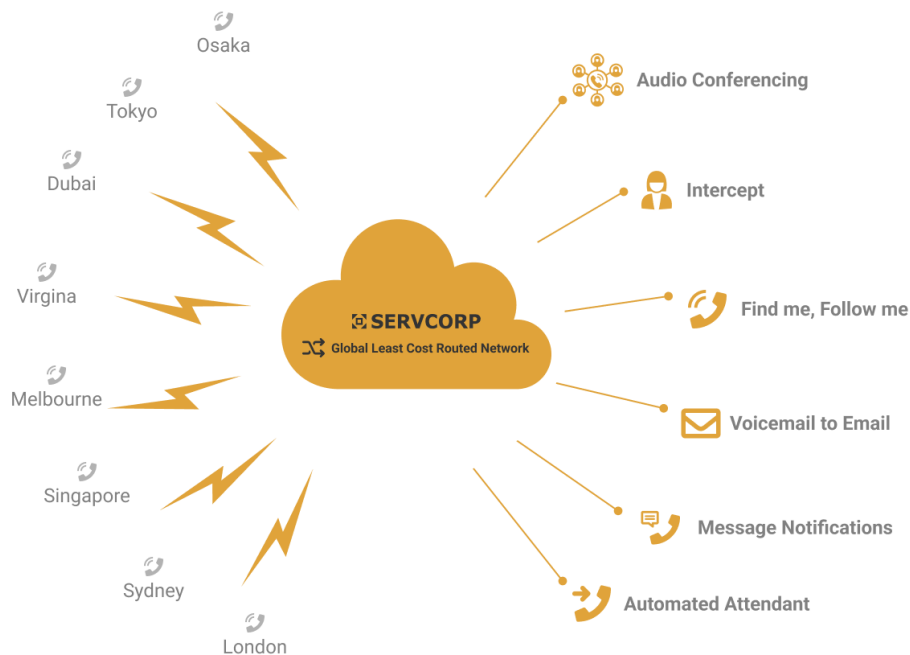 Osaka
Tokyo
Dubai
Virgina
Melbourne
Singapore
Sydney
London
SERVCORP
Global Least Cost Routed Network
Audio Conferencing
Intercept
Find me, Follow me
Voicemail to Email
Message Notifications
Automated Attendant